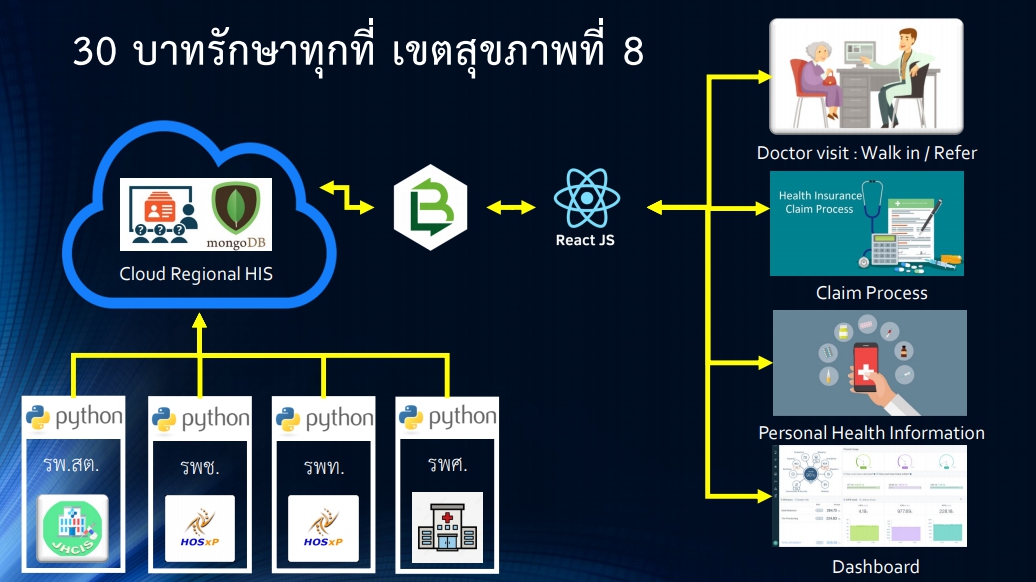 30 บาทรักษาทุกที่ เขตสุขภาพที่ 8
Doctor visit : Walk in / Refer
mongoDB
Cloud Regional HIS
React JS
Health Insurance
Claim Process
Claim Process
Personal Health Information
python
python
python
python
รพ.สต.
รพช.
รพท.
รพศ.
JHCIS
HOSxP
HOSxP
Dashboard